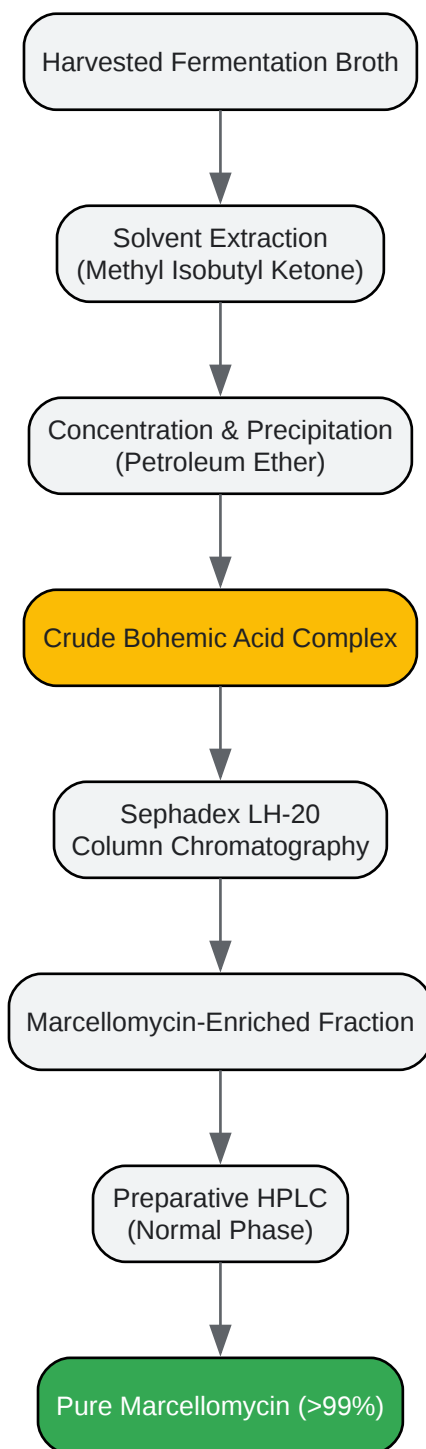 Harvested Fermentation Broth
Solvent Extraction
(Methyl Isobutyl Ketone)
Concentration & Precipitation
(Petroleum Ether)
Crude Bohemic Acid Complex
Sephadex LH-20
Column Chromatography
Marcellomycin-Enriched Fraction
Preparative HPLC
(Normal Phase)
Pure Marcellomycin (>99%)